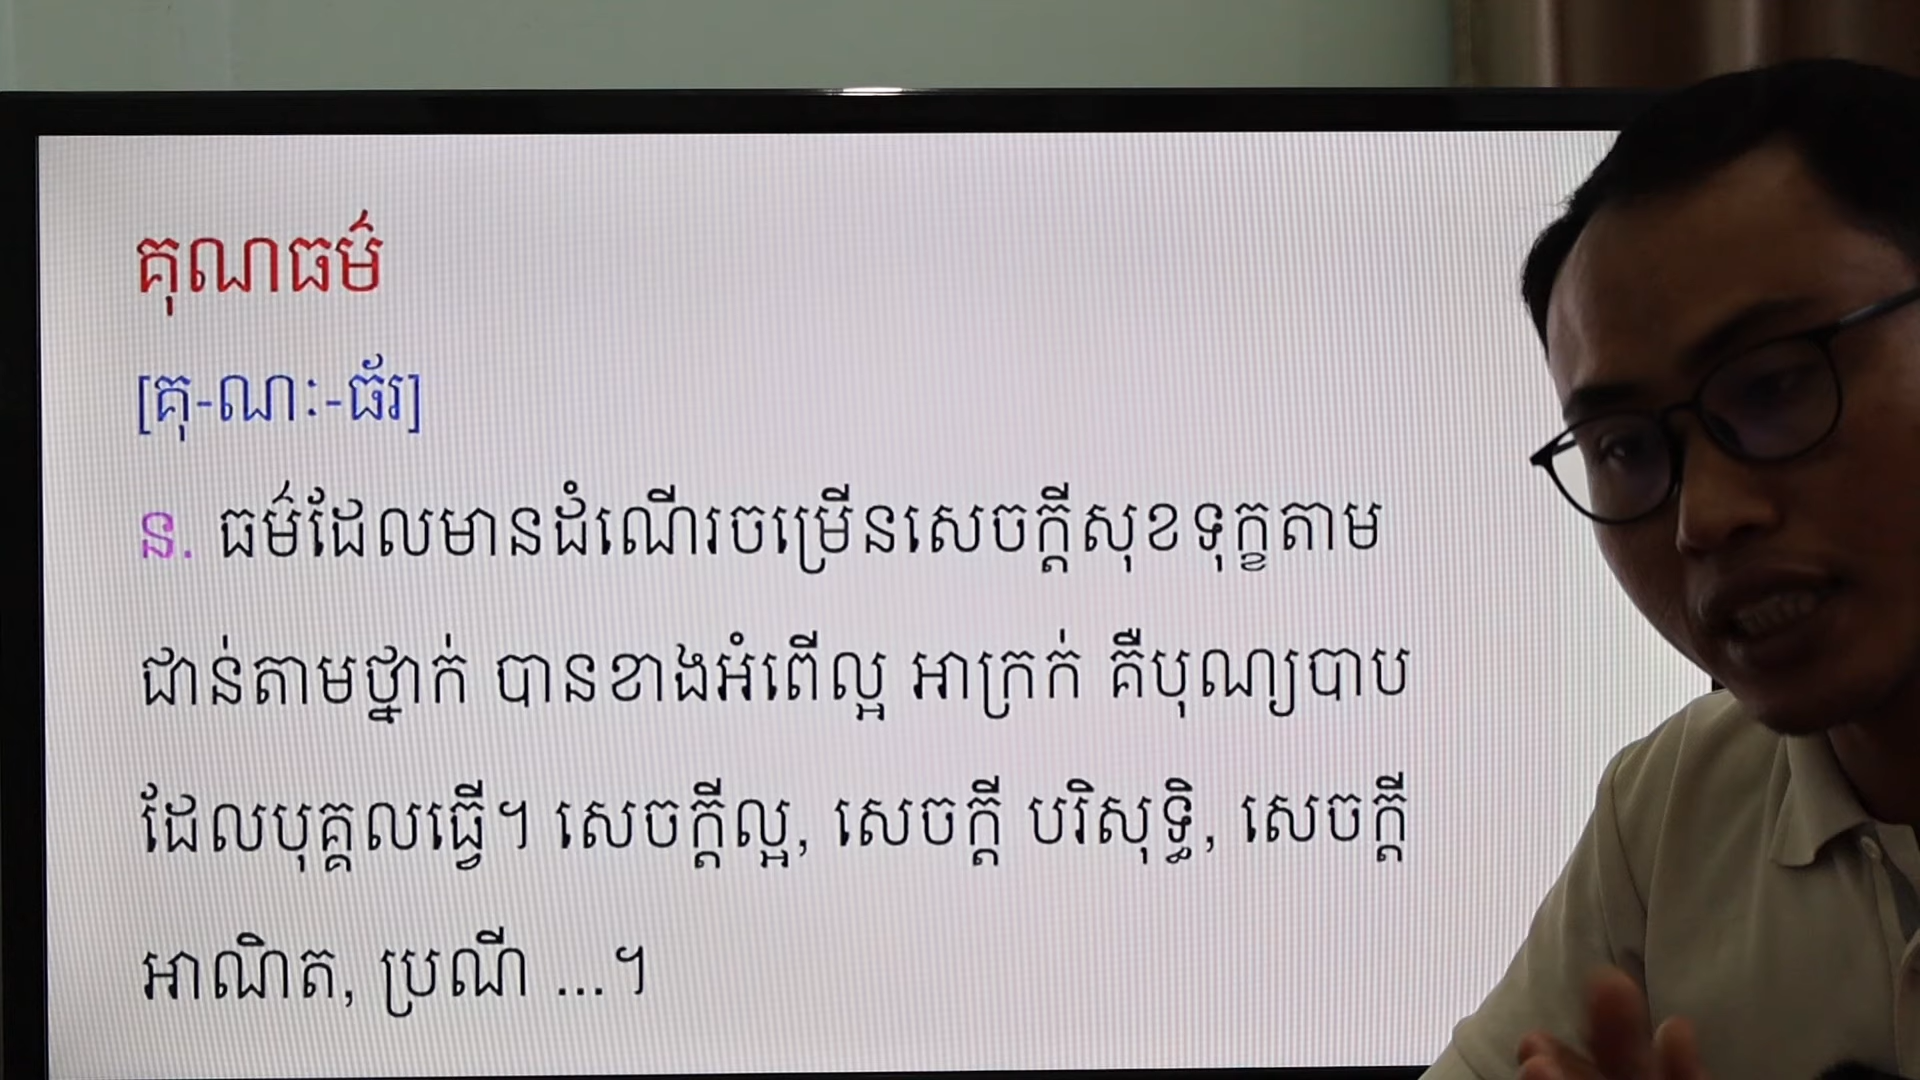 គុណធម៌
[គុ-ណៈ-ធ័រ]
ន. ធម៌ដែលមានដំណើរចម្រើនសេចក្ដីសុខទុក្ខតាម
ជាន់តាមថ្នាក់ បានខាងអំពើល្អ អាក្រក់ គឺបុណ្យបាប
ដែលបុគ្គលធ្វើ។ សេចក្ដីល្អ, សេចក្ដី បរិសុទ្ធិ, សេចក្ដី
អាណិត, ប្រណី ...។